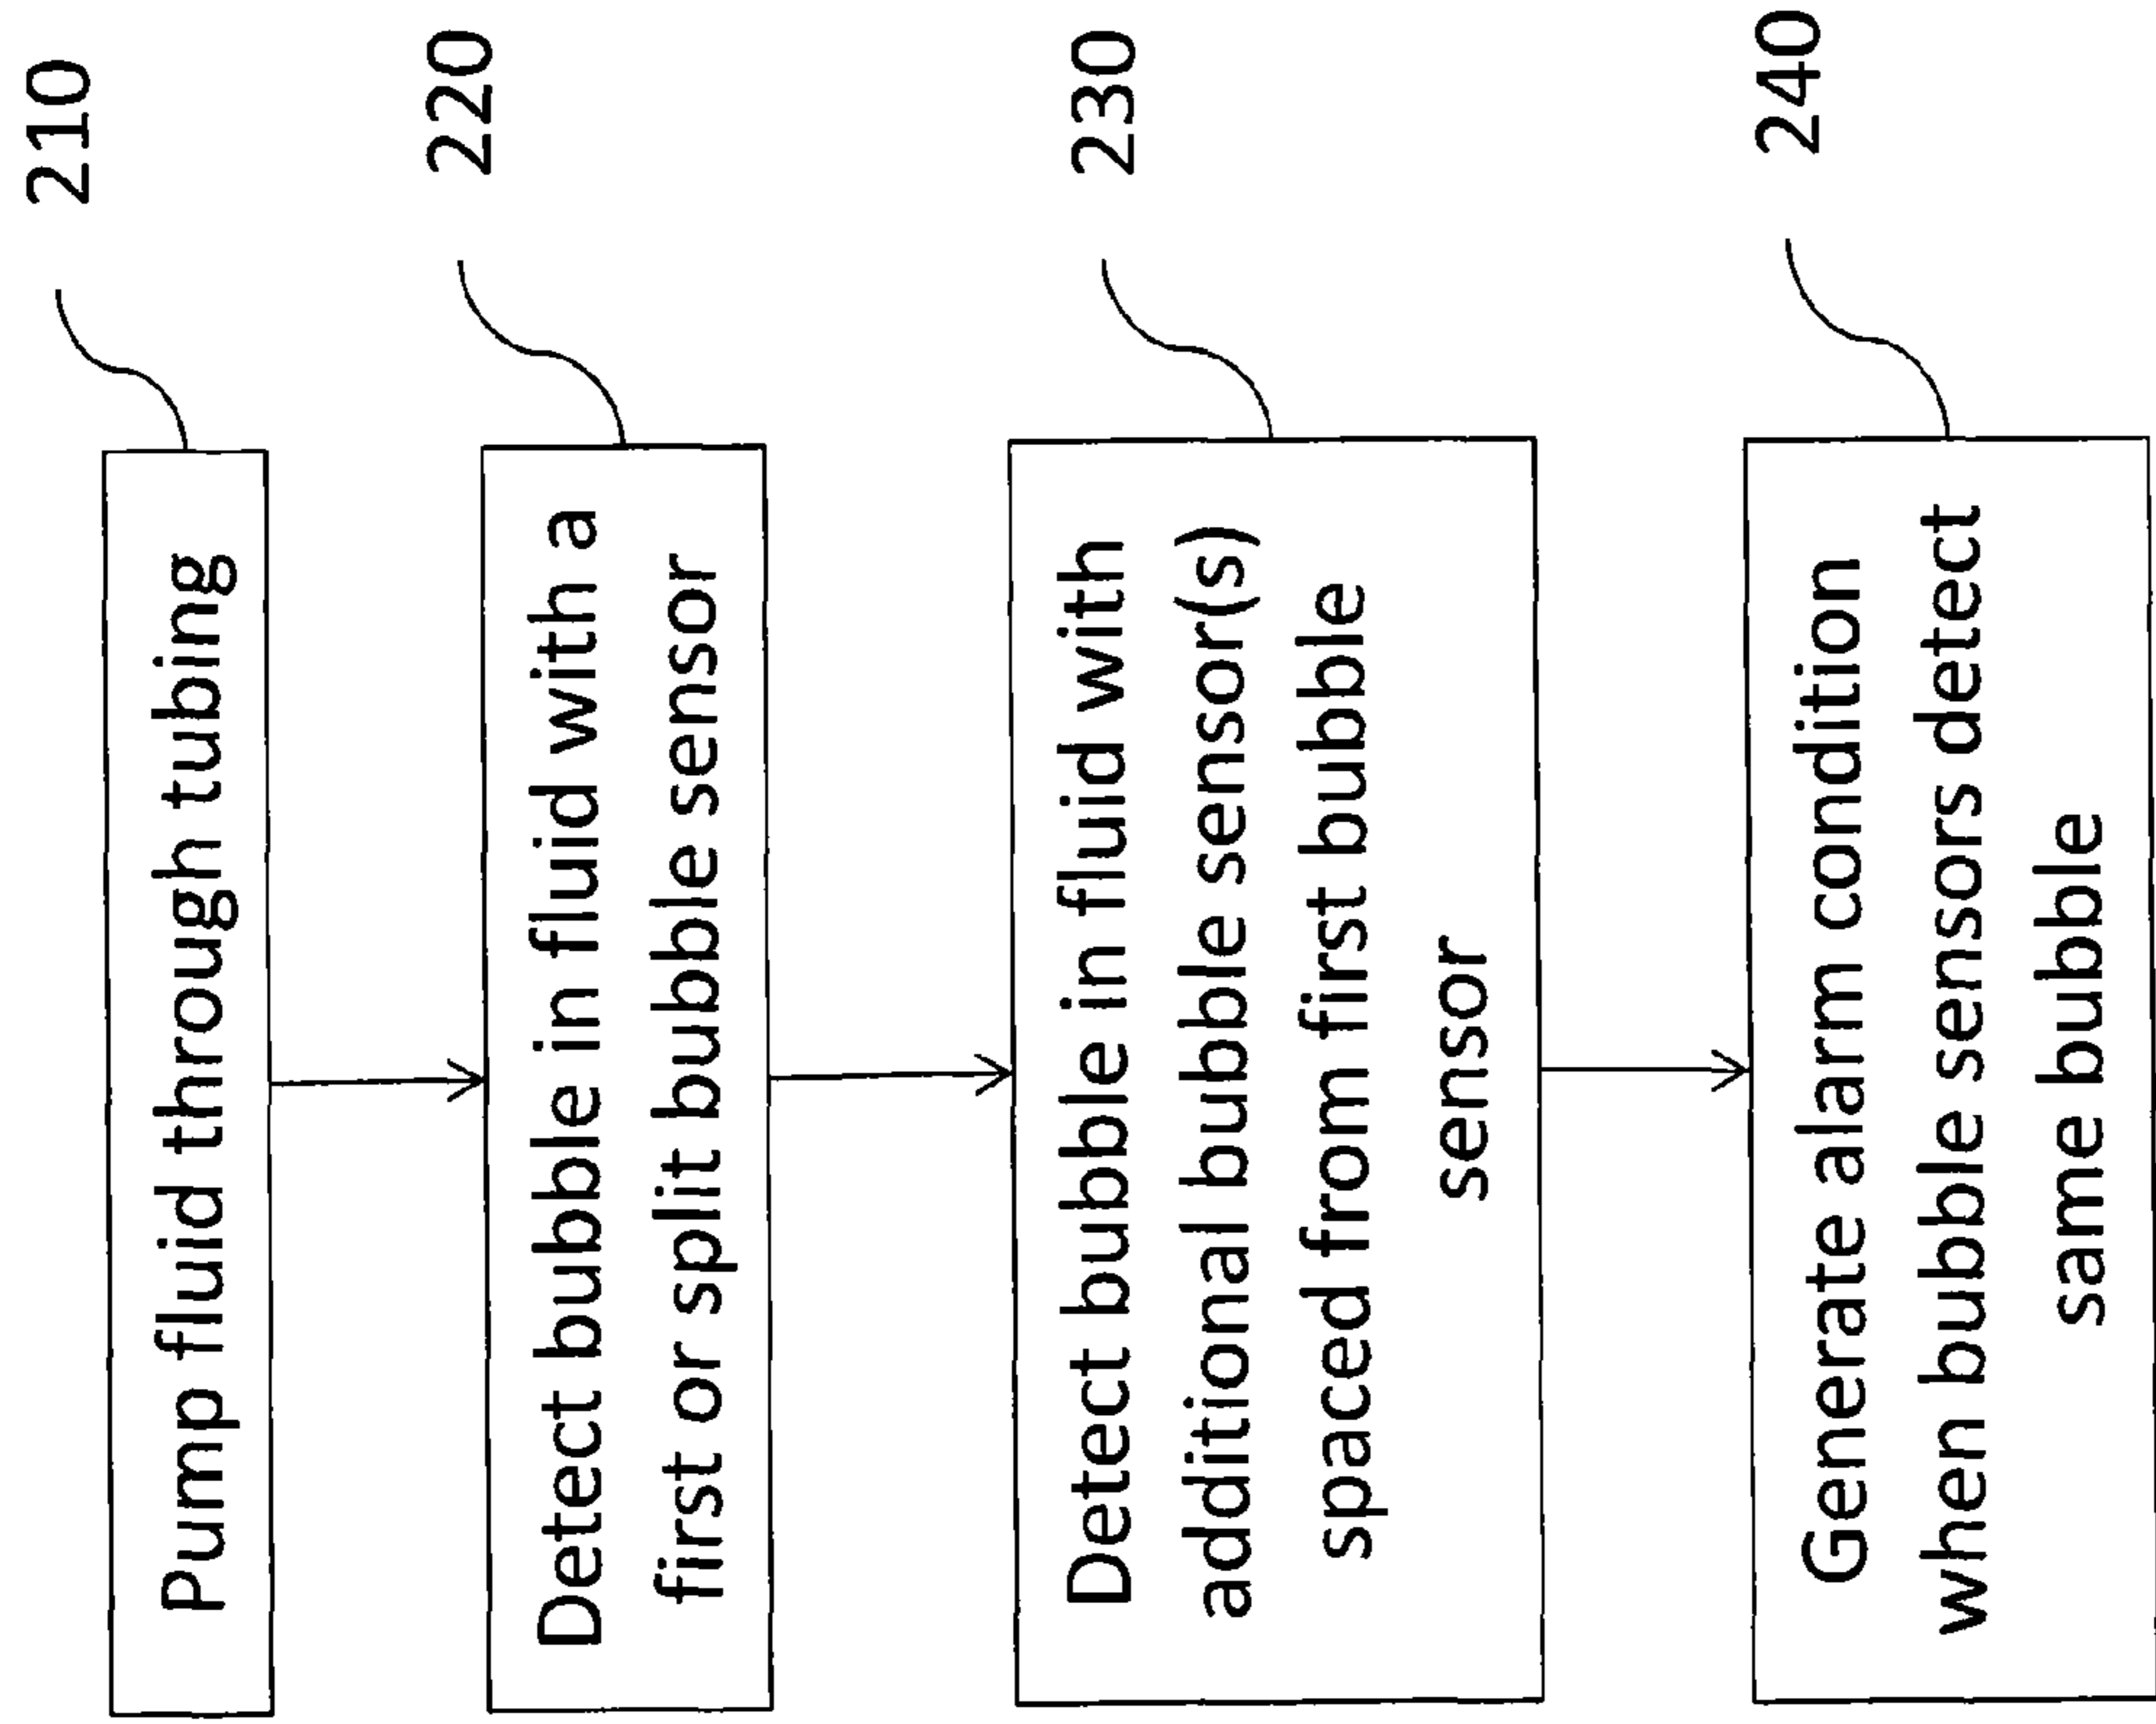 210
Pump fluid through tubing
220
Detect bubble in fluid with a
first or split bubble sensor
230
Detect bubble in fluid with
additional bubble sensor(s)
spaced from first bubble
sensor
240
Generate alarm condition
when bubble sensors detect
same bubble